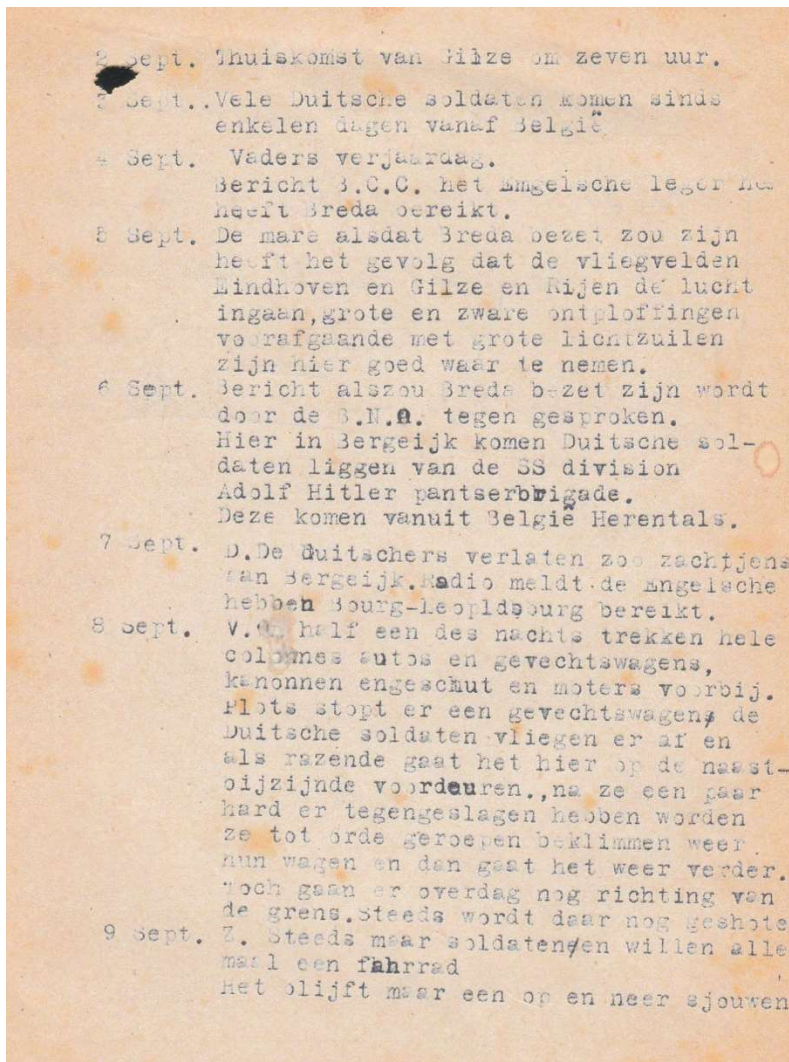 2 Sept. Thuiskomst van Gilze om zeven uur.
3 Sept..Vele Duitsche soldaten komen sinds
enkelen dagen vanaf België
4 Sept. Vaders verjaardag.
Bericht B.C.C. het Emgelsche leger hee
heeft Breda bereikt.
5 Sept. De mare alsdat Breda bezet zou zijn
heeft het gevolg dat de vliegvelden
Eindhoven en Gilze en Rijen de lucht
ingaan,grote en zware ontploffingen
voorafgaande met grote lichtzuilen
zijn hier goed waar te nemen.
6 Sept. Bericht alszou Breda bezet zijn wordt
door de B.N.O. tegen gesproken.
Hier in Bergeijk komen Duitsche sol-
daten liggen van de SS division
Adolf Hitler pantserbrigade.
Deze komen vanuit België Herentals.
7 Sept. D.De Duitschers verlaten zoo zachtjens
aan Bergeijk.Radio meldt de Engelsche
hebben Bourg-Leopldsburg bereikt.
8 Sept. V. half een des nachts trekken hele
colonnes autos en gevechtswagens,
kanonnen engeschut en moters voorbij.
Plots stopt er een gevechtswagen, de
Duitsche soldaten vliegen er af en
als razende gaat het hier op de naast-
bijzijnde voordeuren.,na ze een paar
hard er tegengeslagen hebben worden
ze tot orde geroepen beklimmen weer
hun wagen en dan gaat het weer verder.
Toch gaan er overdag nog richting van
de grens.Steeds wordt daar nog geshote
9 Sept. Z. Steeds maar soldaten,en willen alle
maal een fahrrad
Het blijft maar een op en neer sjouwen